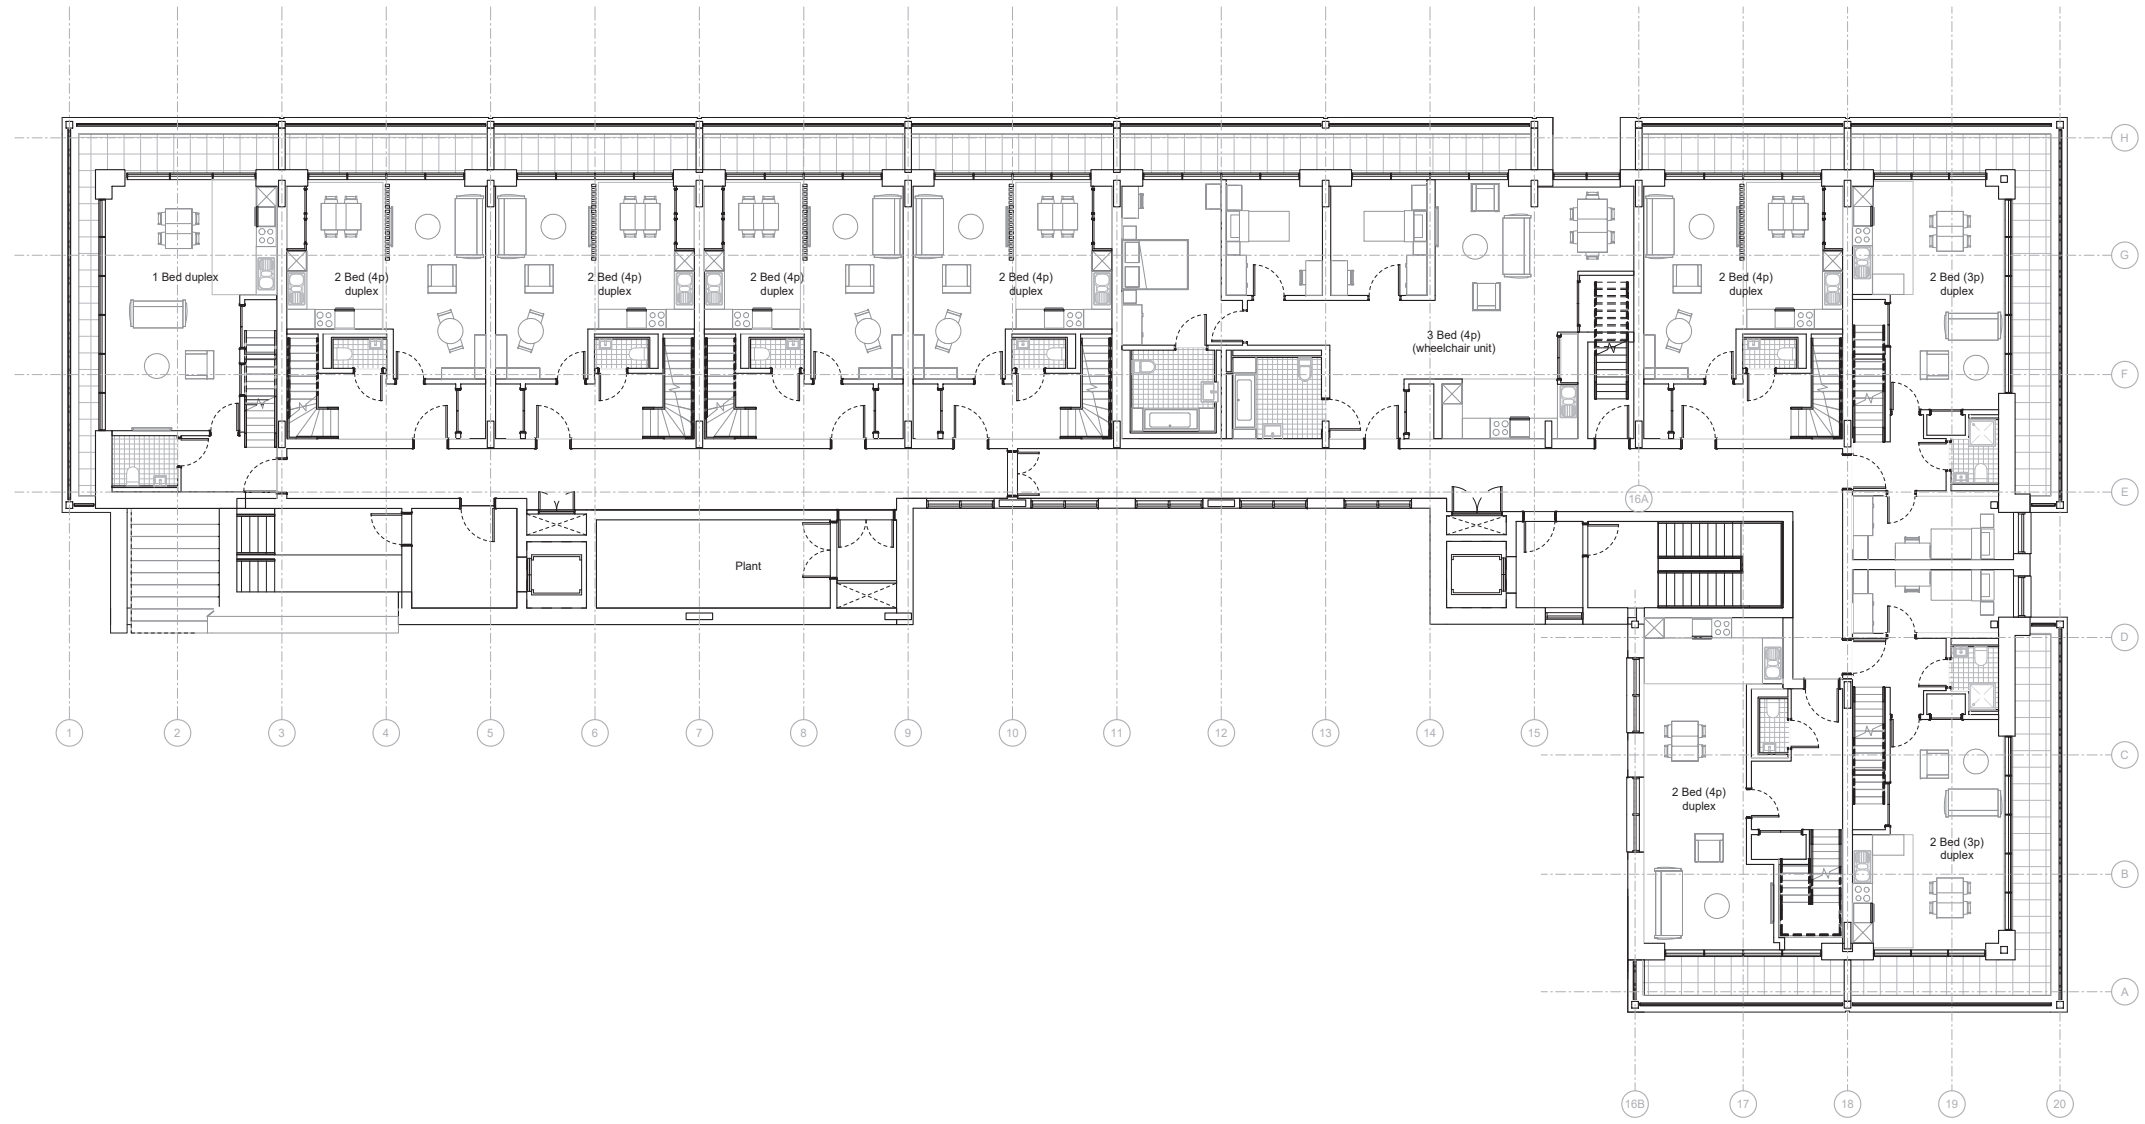 H
G
1 Bed duplex
2 Bed (4p)
duplex
2 Bed (4p)
duplex
2 Bed (4p)
duplex
2 Bed (4p)
duplex
2 Bed (4p)
duplex
2 Bed (3p)
duplex
3 Bed (4p)
(wheelchair unit)
F
E
16A
Plant
D
1
2
3
4
5
6
7
8
9
10
11
12
13
14
15
C
2 Bed (4p)
duplex
2 Bed (3p)
duplex
B
A
16B
17
18
19
20